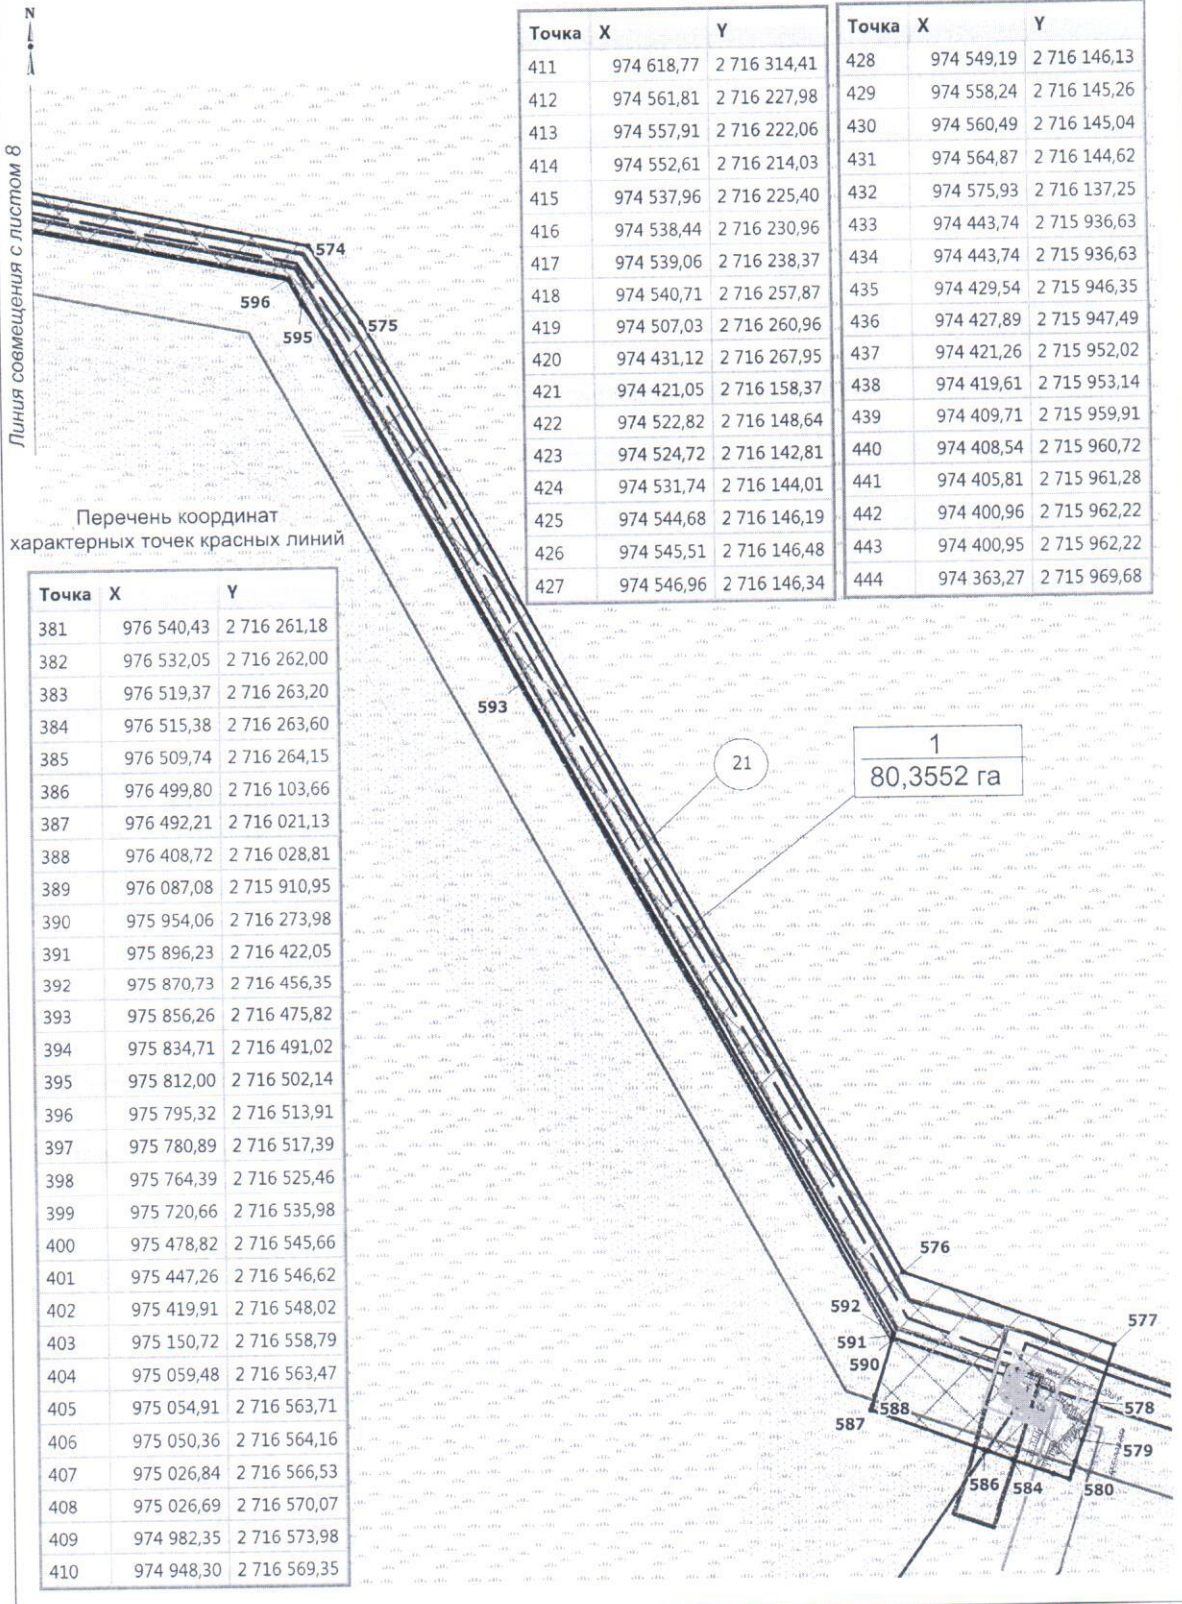 N
Линия совмещения с листом 8
Точка X Y
411 974 618,77 2 716 314,41
412 974 561,81 2 716 227,98
413 974 557,91 2 716 222,06
414 974 552,61 2 716 214,03
415 974 537,96 2 716 225,40
416 974 538,44 2 716 230,96
417 974 539,06 2 716 238,37
418 974 540,71 2 716 257,87
419 974 507,03 2 716 260,96
420 974 431,12 2 716 267,95
421 974 421,05 2 716 158,37
422 974 522,82 2 716 148,64
423 974 524,72 2 716 142,81
424 974 531,74 2 716 144,01
425 974 544,68 2 716 146,19
426 974 545,51 2 716 146,48
427 974 546,96 2 716 146,34
Точка X Y
428 974 549,19 2 716 146,13
429 974 558,24 2 716 145,26
430 974 560,49 2 716 145,04
431 974 564,87 2 716 144,62
432 974 575,93 2 716 137,25
433 974 443,74 2 715 936,63
434 974 443,74 2 715 936,63
435 974 429,54 2 715 946,35
436 974 427,89 2 715 947,49
437 974 421,26 2 715 952,02
438 974 419,61 2 715 953,14
439 974 409,71 2 715 959,91
440 974 408,54 2 715 960,72
441 974 405,81 2 715 961,28
442 974 400,96 2 715 962,22
443 974 400,95 2 715 962,22
444 974 363,27 2 715 969,68
574
596
595
575
Перечень координат
характерных точек красных линий
Точка X Y
381 976 540,43 2 716 261,18
382 976 532,05 2 716 262,00
383 976 519,37 2 716 263,20
384 976 515,38 2 716 263,60
385 976 509,74 2 716 264,15
386 976 499,80 2 716 103,66
387 976 492,21 2 716 021,13
388 976 408,72 2 716 028,81
389 976 087,08 2 715 910,95
390 975 954,06 2 716 273,98
391 975 896,23 2 716 422,05
392 975 870,73 2 716 456,35
393 975 856,26 2 716 475,82
394 975 834,71 2 716 491,02
395 975 812,00 2 716 502,14
396 975 795,32 2 716 513,91
397 975 780,89 2 716 517,39
398 975 764,39 2 716 525,46
399 975 720,66 2 716 535,98
400 975 478,82 2 716 545,66
401 975 447,26 2 716 546,62
402 975 419,91 2 716 548,02
403 975 150,72 2 716 558,79
404 975 059,48 2 716 563,47
405 975 054,91 2 716 563,71
406 975 050,36 2 716 564,16
407 975 026,84 2 716 566,53
408 975 026,69 2 716 570,07
409 974 982,35 2 716 573,98
410 974 948,30 2 716 569,35
593
21
1
80,3552 га
576
592
591
590
577
588
587
578
579
586
584
580